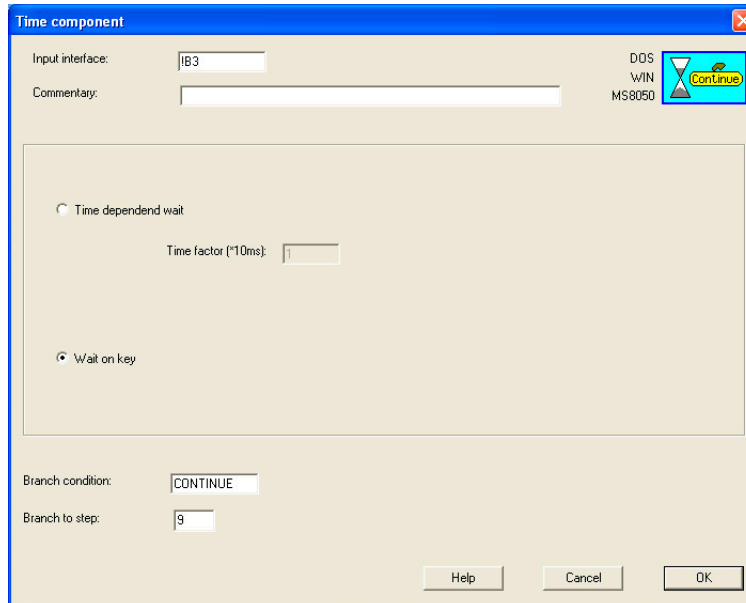 Time component
Input interface: !B3
Commentary:
DOS
WIN
MS8050
Continue
Time dependend wait
Time factor (*10ms): 1
Wait on key
Branch condition: CONTINUE
Branch to step: 9
Help Cancel OK